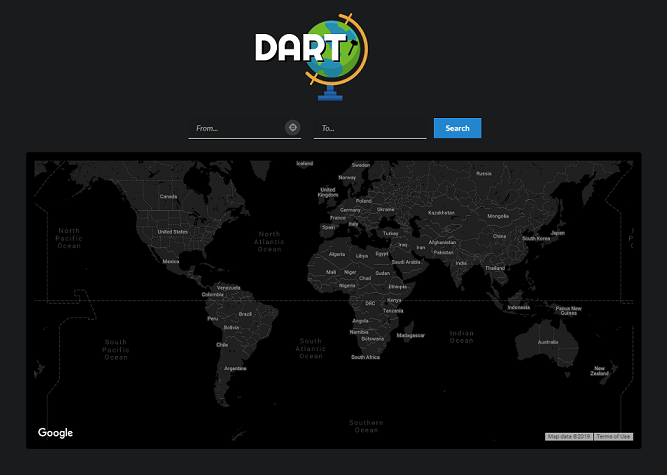 DART
From...
To...
Search
Iceland
Sweden
Russia
Norway
Canada
United
Kingdom
Poland
Germany
Ukraine
Kazakhstan
Mongolia
France
Italy
Spain
Turkey
North
Pacific
Ocean
United States
North
Atlantic
Ocean
China
Japan
South Korea
Iraq
Iran
Afghanistan
Pakistan
Algeria
Libya
Egypt
Saudi Arabia
Mexico
India
Thailand
Mali
Niger
Chad
Sudan
Nigeria
Ethiopia
Venezuela
Colombia
DRC
Kenya
Tanzania
Indonesia
Papua New
Guinea
Peru
Brazil
Bolivia
Angola
Namibia
Botswana
Madagascar
Indian
Ocean
South
Pacific
Ocean
Chile
South
Atlantic
Ocean
Australia
South Africa
Argentina
New
Zealand
Southern
Ocean
Google
Map data ©2019
Terms of Use